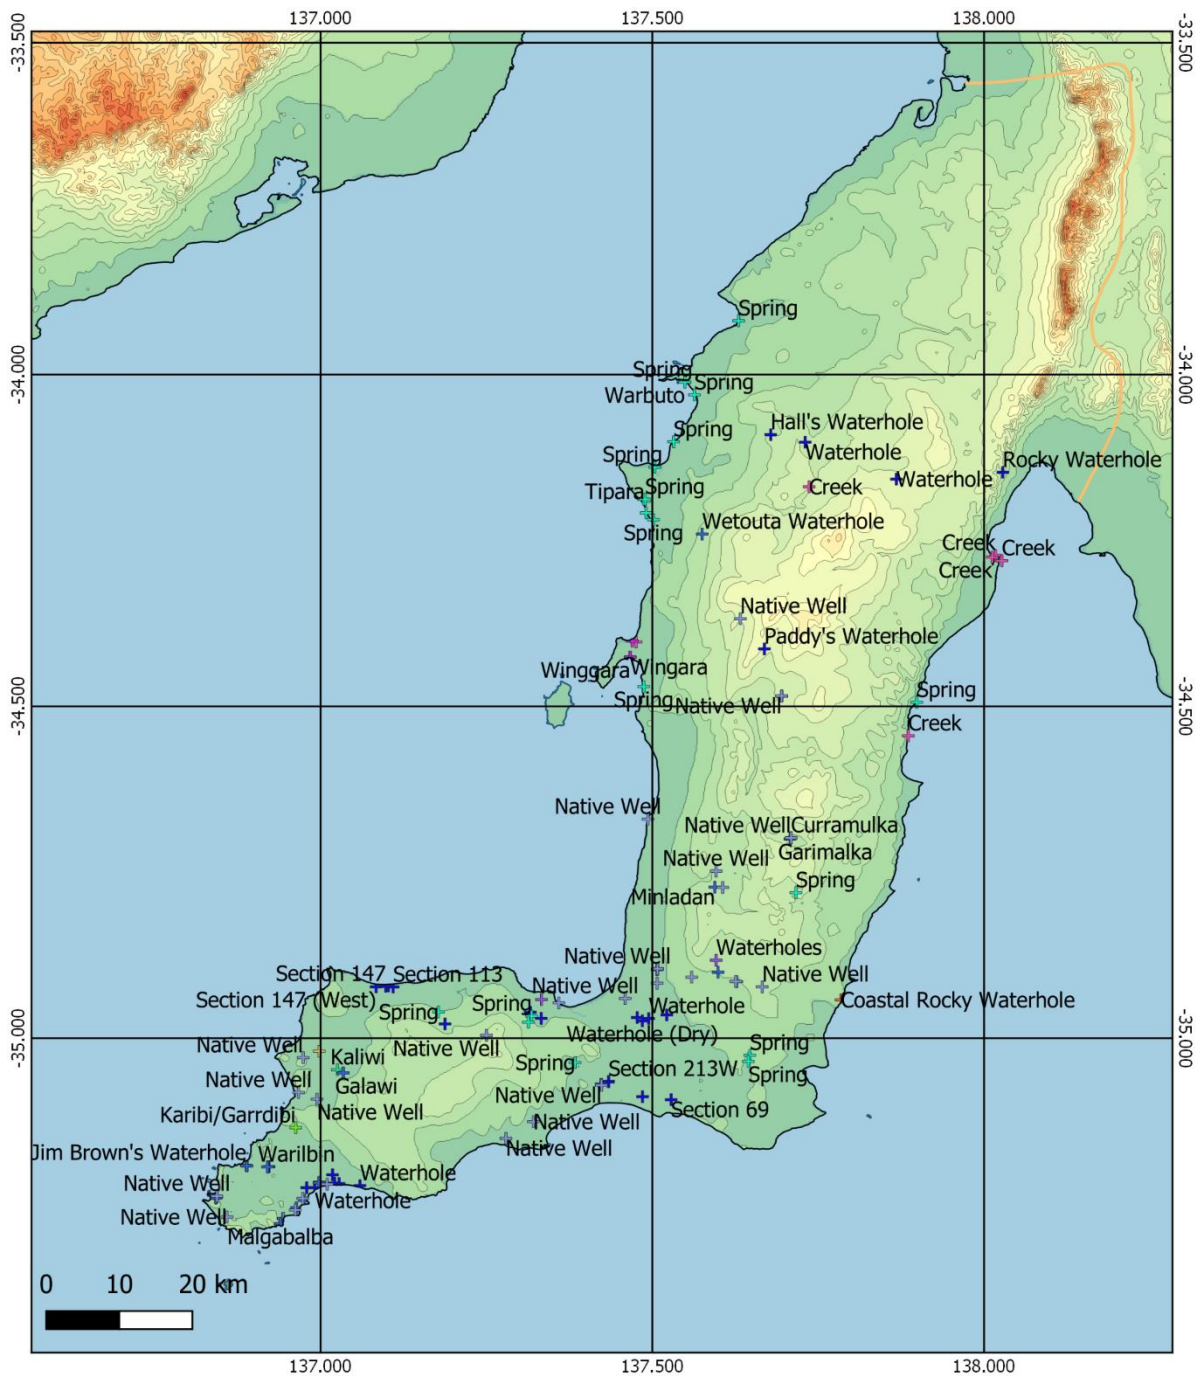 137.000 137.500 138.000
-33.500 -33.500
Spring
Spring
-34.000 -34.000
Spring
Warbuto
Hall's Waterhole
Spring
Waterhole
Spring
Rocky Waterhole
Waterhole
Spring
Creek
Tipara
Wetouta Waterhole
Spring
Creek
Creek
Creek
Native Well
Paddy's Waterhole
Winggara
Wingara
Spring
Spring
Native Well
-34.500 -34.500
Creek
Native Well
Native Well
Curramulka
Garimalka
Native Well
Spring
Minladan
Waterholes
Native Well
Section 147
Section 113
Native Well
Native Well
Section 147 (West)
Spring
Waterhole
Coastal Rocky Waterhole
Spring
Waterhole (Dry)
-35.000 -35.000
Native Well
Kaliwi
Native Well
Spring
Spring
Section 213W
Spring
Native Well
Galawi
Native Well
Section 69
Karibi/Garrdibi
Native Well
Native Well
Native Well
Jim Brown's Waterhole
Warilbin
Waterhole
Native Well
Waterhole
Native Well
Malgabalba
0 10 20 km
137.000 137.500 138.000